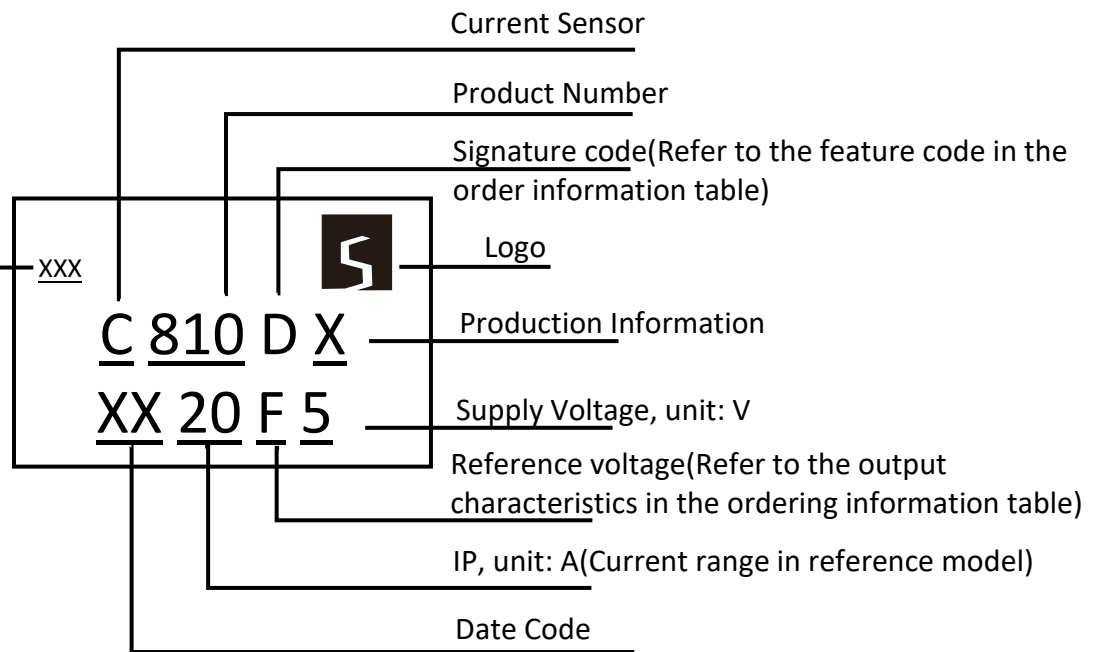 Current Sensor
Product Number
Signature code(Refer to the feature code in the
order information table)
Logo
XXX
C 810 D X
Production Information
XX 20 F 5
Supply Voltage, unit: V
Reference voltage(Refer to the output
characteristics in the ordering information table)
IP, unit: A(Current range in reference model)
Date Code